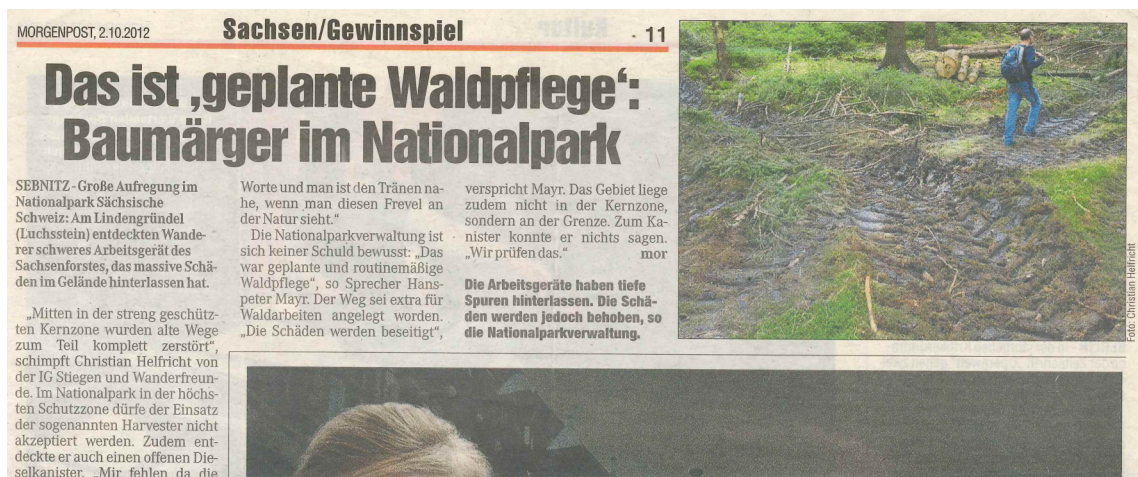 MORGENPOST, 2.10.2012
Sachsen/Gewinnspiel
11
Das ist ‚geplante Waldpflege‘:
Baumärger im Nationalpark
SEBNITZ - Große Aufregung im
Nationalpark Sächsische
Schweiz: Am Lindengründel
(Luchsstein) entdeckten Wande-
rer schweres Arbeitsgerät des
Sachsenforstes, das massive Schä-
den im Gelände hinterlassen hat.
„Mitten in der streng geschütz-
ten Kernzone wurden alte Wege
zum Teil komplett zerstört“,
schimpft Christian Helfricht von
der IG Stiegen und Wanderfreun-
de. Im Nationalpark in der höchs-
ten Schutzzone dürfe der Einsatz
der sogenannten Harvester nicht
akzeptiert werden. Zudem ent-
deckte er auch einen offenen Die-
selkanister. „Mir fehlen da die
Worte und man ist den Tränen na-
he, wenn man diesen Frevel an
der Natur sieht.“
Die Nationalparkverwaltung ist
sich keiner Schuld bewusst: „Das
war geplante und routinemäßige
Waldpflege“, so Sprecher Hans-
peter Mayr. Der Weg sei extra für
Waldarbeiten angelegt worden.
„Die Schäden werden beseitigt“,
verspricht Mayr. Das Gebiet liege
zudem nicht in der Kernzone,
sondern an der Grenze. Zum Ka-
nister konnte er nichts sagen.
„Wir prüfen das.“ mor
Die Arbeitsgeräte haben tiefe
Spuren hinterlassen. Die Schä-
den werden jedoch behoben, so
die Nationalparkverwaltung.
Foto: Christian Helfricht